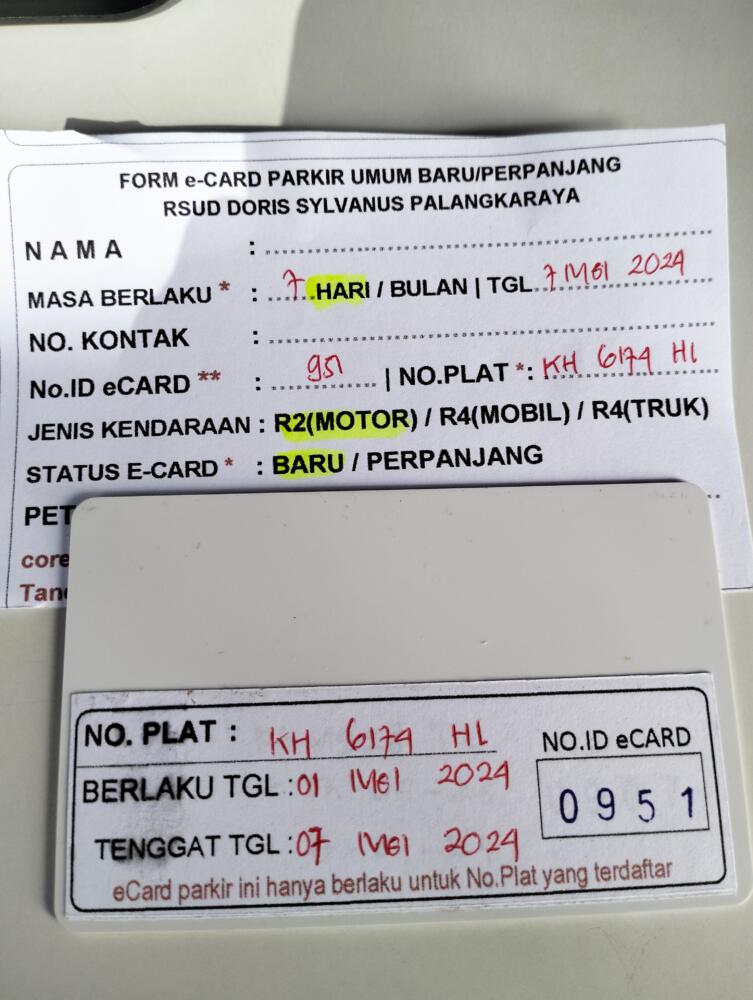 FORM e-CARD PARKIR UMUM BARU/PERPANJANG
RSUD DORIS SYLVANUS PALANGKARAYA
NAMA :
MASA BERLAKU * : 7 HARI / BULAN | TGL. 7 MEI 2024
NO. KONTAK :
No.ID eCARD ** : 951 | NO.PLAT *: KH 6174 HL
JENIS KENDARAAN : R2(MOTOR) / R4(MOBIL) / R4(TRUK)
STATUS E-CARD * : BARU / PERPANJANG
PET
core
Tan
NO. PLAT : KH 6174 HL
NO.ID eCARD
BERLAKU TGL :01 MEI 2024
0951
TENGGAT TGL :07 MEI 2024
eCard parkir ini hanya berlaku untuk No.Plat yang terdaftar